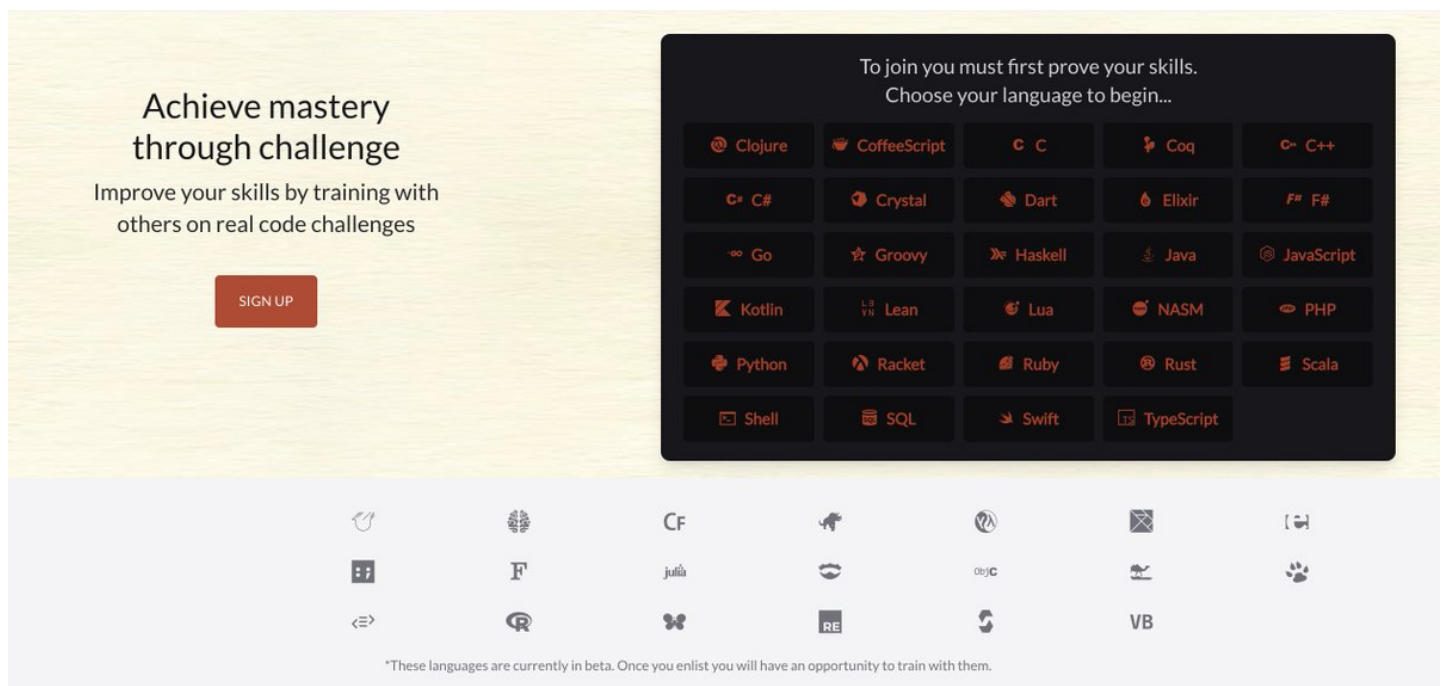 Achieve mastery
through challenge
Improve your skills by training with
others on real code challenges
SIGN UP
To join you must first prove your skills.
Choose your language to begin...
Clojure CoffeeScript C C Coq C++ C++
C# C# Crystal Dart Elixir F# F#
GO Go Groovy Haskell Java JavaScript
Kotlin L∃∀N Lean Lua NASM php PHP
Python Racket Ruby Rust Scala
Shell SQL SQL Swift TS TypeScript
CF
F julia ObjC
R RE VB
*These languages are currently in beta. Once you enlist you will have an opportunity to train with them.